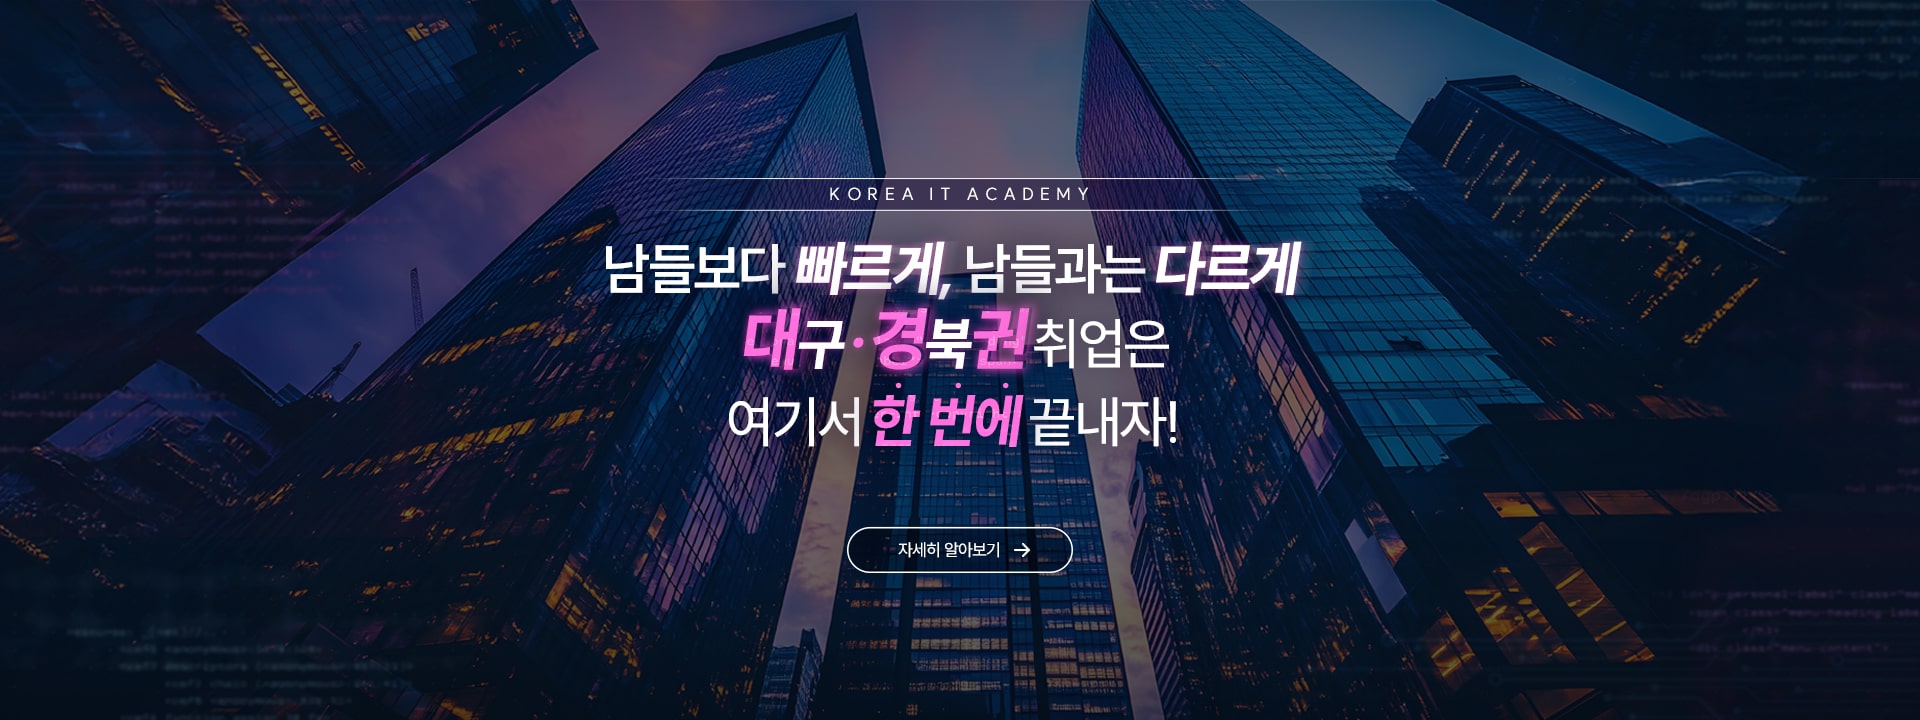 KOREA IT ACADEMY
남들보다 빠르게, 남들과는 다르게
대구·경북권 취업은
여기서 한 번에 끝내자!
자세히 알아보기 →